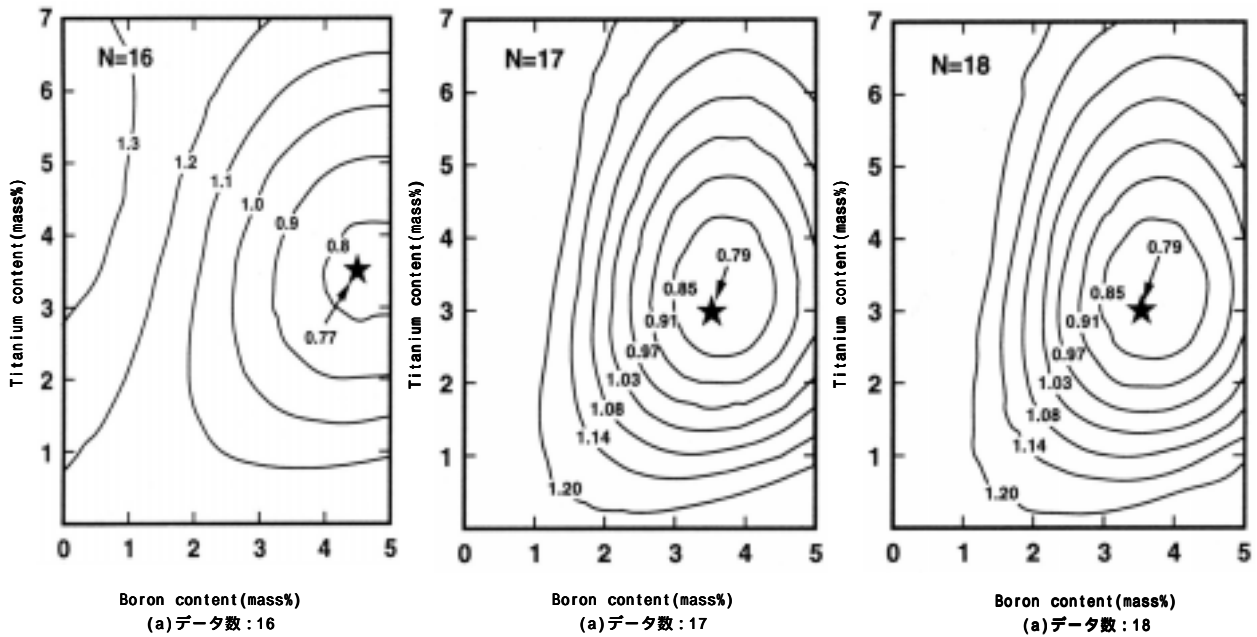 N=16
7
6
5
4
3
2
1
0 1 2 3 4 5
1.3
1.2
1.1
1.0
0.9
0.8
0.77
Titanium content(mass%)
Boron content(mass%)
(a)データ数:16
N=17
7
6
5
4
3
2
1
0 1 2 3 4 5
0.79
0.85
0.91
0.97
1.03
1.08
1.14
1.20
Titanium content(mass%)
Boron content(mass%)
(a)データ数:17
N=18
7
6
5
4
3
2
1
0 1 2 3 4 5
0.79
0.85
0.91
0.97
1.03
1.08
1.14
1.20
Titanium content(mass%)
Boron content(mass%)
(a)データ数:18